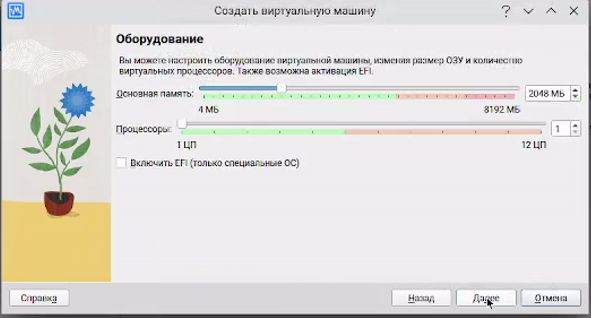 Создать виртуальную машину
Оборудование
Вы можете настроить оборудование виртуальной машины, изменяя размер ОЗУ и количество
виртуальных процессоров. Также возможна активация EFI.
Основная память:
2048 МБ
4 МБ
8192 МБ
Процессоры:
1
1 ЦП
12 ЦП
Включить EFI (только специальные ОС)
Справка
Назад
Далее
Отмена